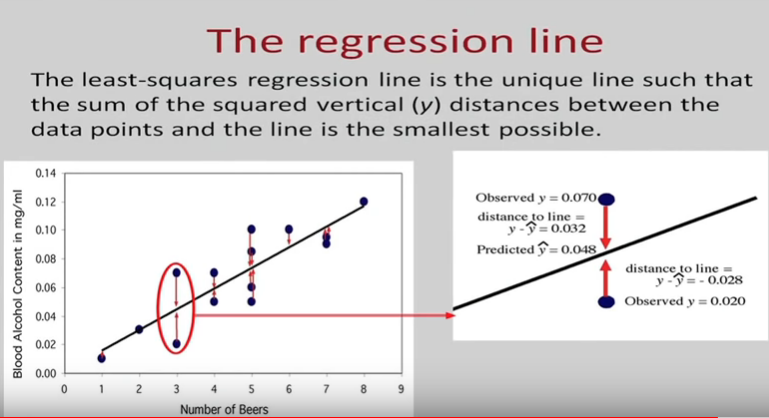 The regression line
The least-squares regression line is the unique line such that
the sum of the squared vertical (y) distances between the
data points and the line is the smallest possible.
Blood Alcohol Content in mg/ml
0.14
0.12
0.10
0.08
0.06
0.04
0.02
0.00
0 1 2 3 4 5 6 7 8 9
Number of Beers
Observed y = 0.070
distance to line =
y - ŷ = 0.032
Predicted ŷ = 0.048
distance to line =
y - ŷ = - 0.028
Observed y = 0.020